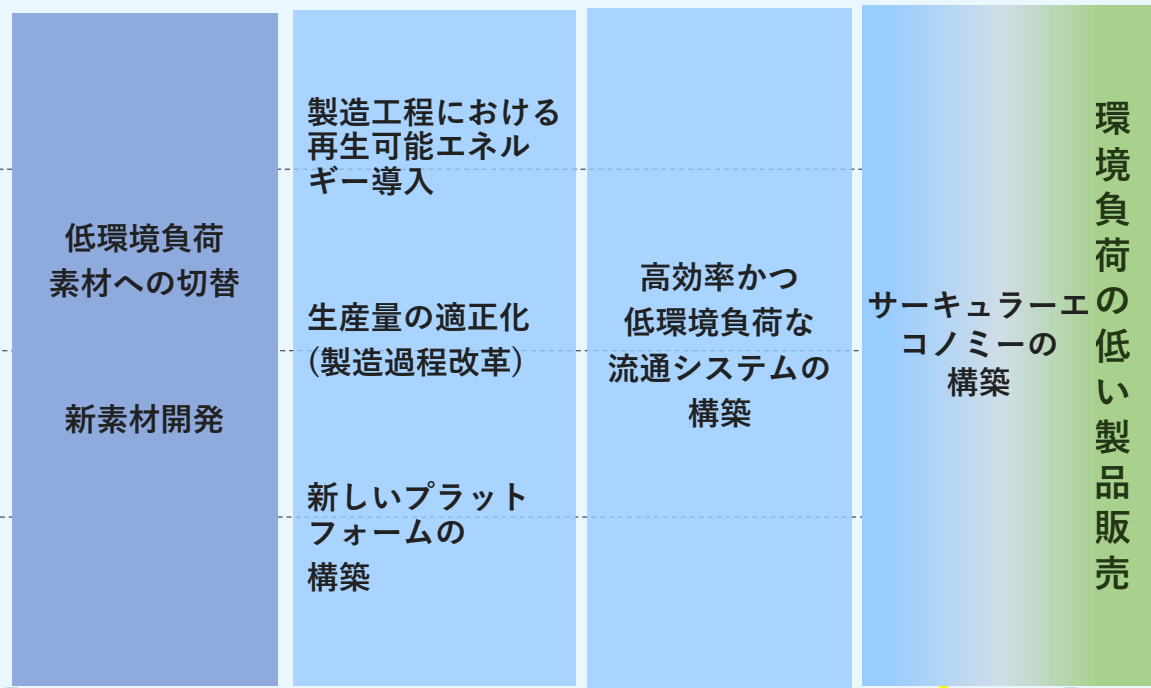 低環境負荷
素材への切替
新素材開発
製造工程における
再生可能エネル
ギー導入
生産量の適正化
(製造過程改革)
新しいプラット
フォームの
構築
高効率かつ
低環境負荷な
流通システムの
構築
サーキュラーエ
コノミーの
構築
環境負荷の低い製品販売